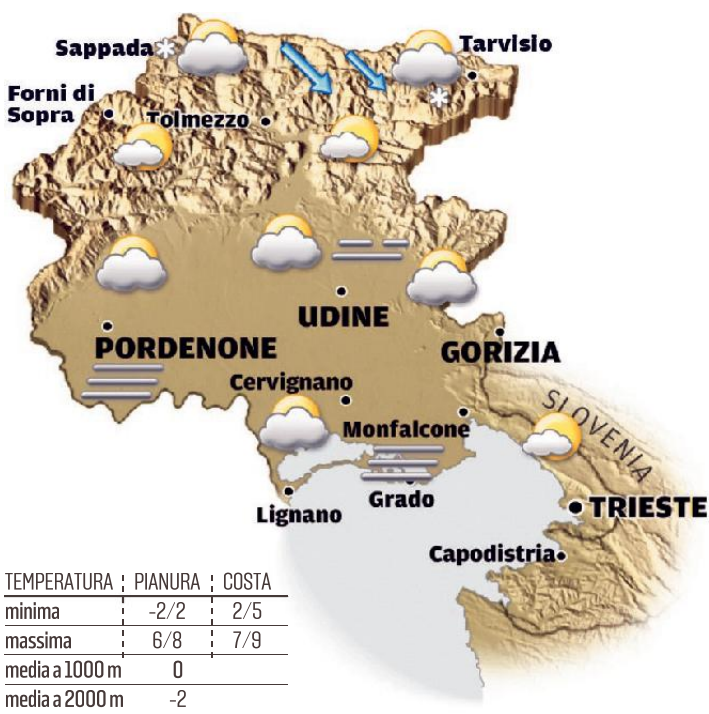 Sappada
Tarvisio
Forni di
Sopra
Tolmezzo
UDINE
PORDENONE
GORIZIA
Cervignano
SLOVENIA
Monfalcone
Grado
Lignano
TRIESTE
Capodistria
TEMPERATURA PIANURA COSTA
minima -2/2 2/5
massima 6/8 7/9
media a 1000 m 0
media a 2000 m -2